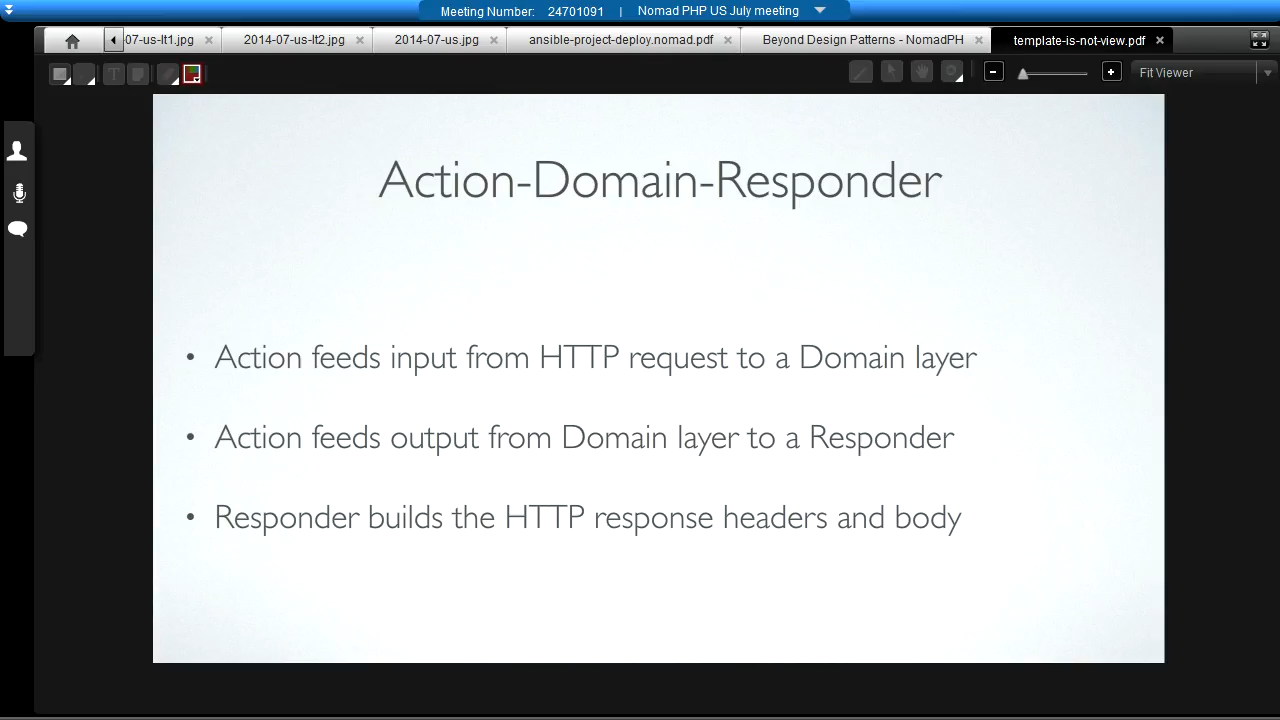 Meeting Number: 24701091 | Nomad PHP US July meeting
07-us-lt1.jpg 2014-07-us-lt2.jpg 2014-07-us.jpg ansible-project-deploy.nomad.pdf Beyond Design Patterns - NomadPH template-is-not-view.pdf
T Fit Viewer
Action-Domain-Responder
• Action feeds input from HTTP request to a Domain layer
• Action feeds output from Domain layer to a Responder
• Responder builds the HTTP response headers and body